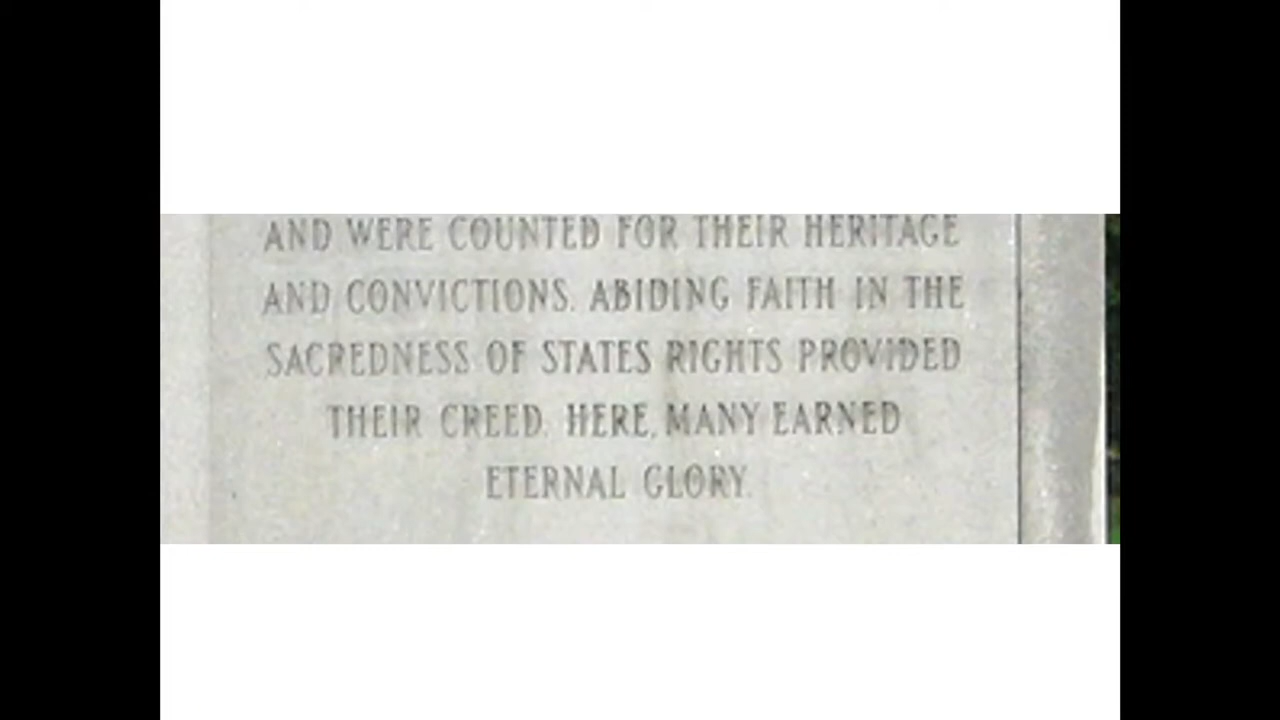 AND WERE COUNTED FOR THEIR HERITAGE
AND CONVICTIONS. ABIDING FAITH IN THE
SACREDNESS OF STATES RIGHTS PROVIDED
THEIR CREED. HERE, MANY EARNED
ETERNAL GLORY.